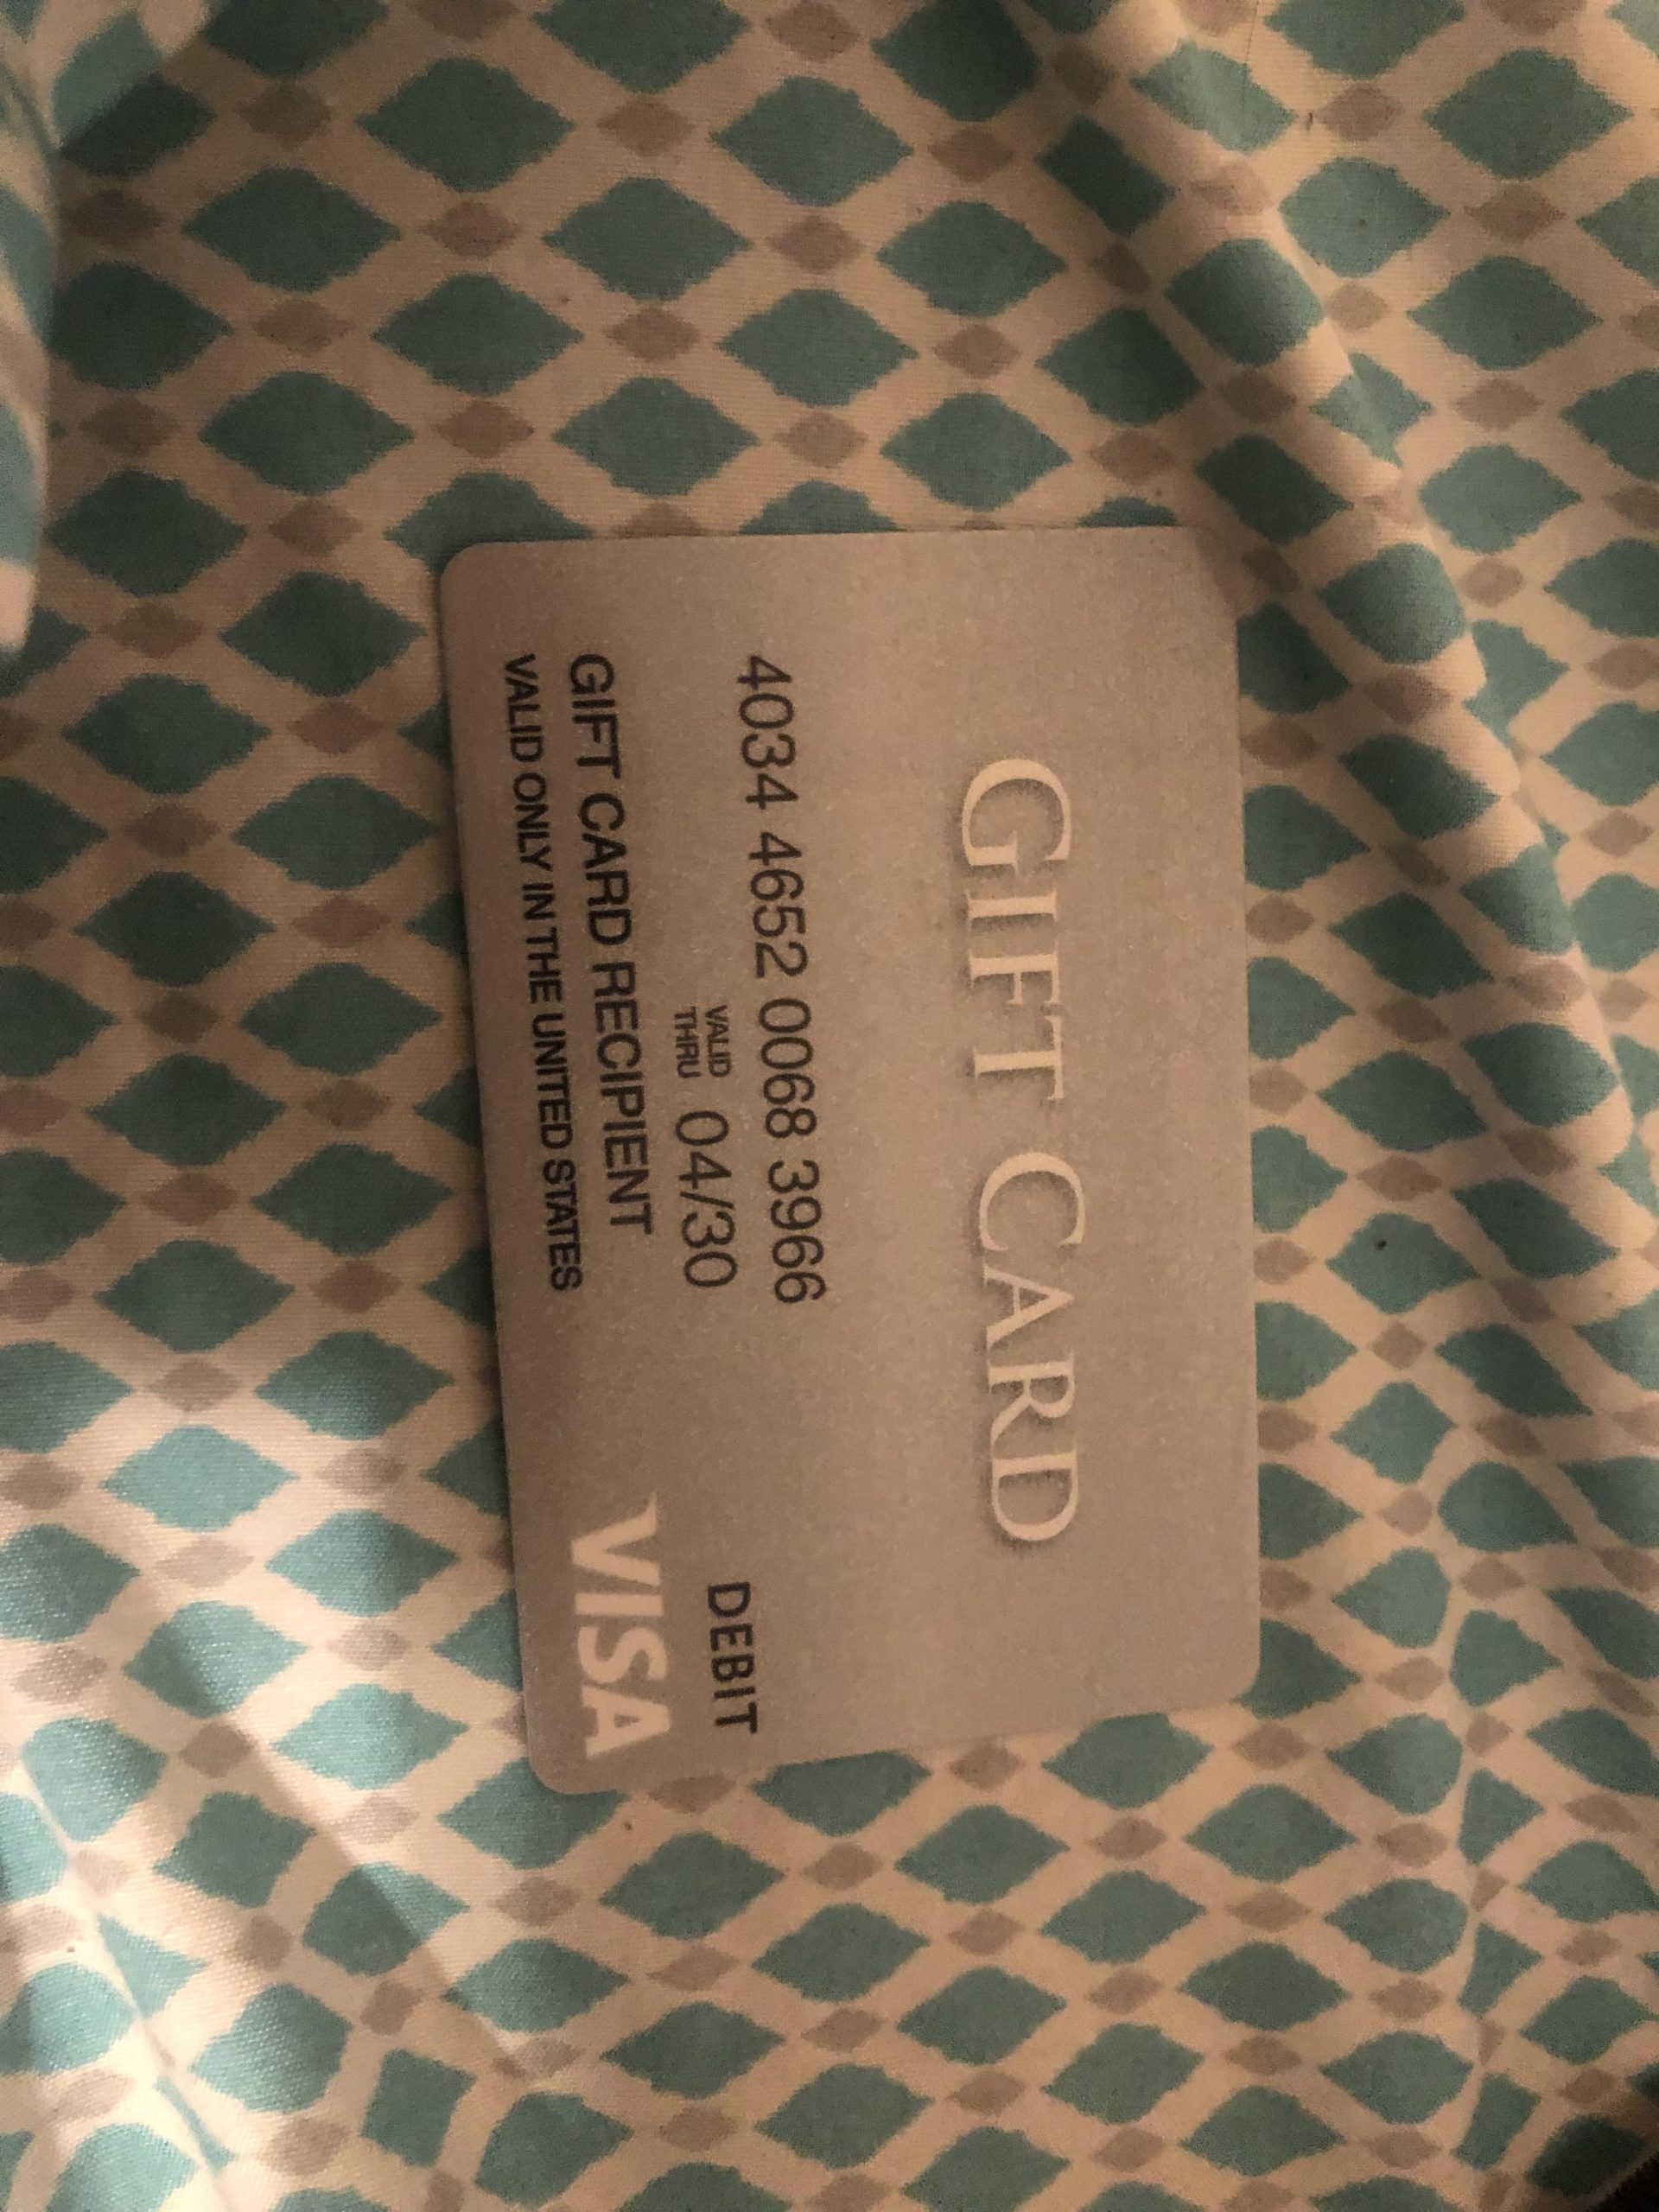 GIFT CARD
4034 4652 0068 3966
DEBIT
VALID
THRU 04/30
GIFT CARD RECIPIENT
VALID ONLY IN THE UNITED STATES
VISA